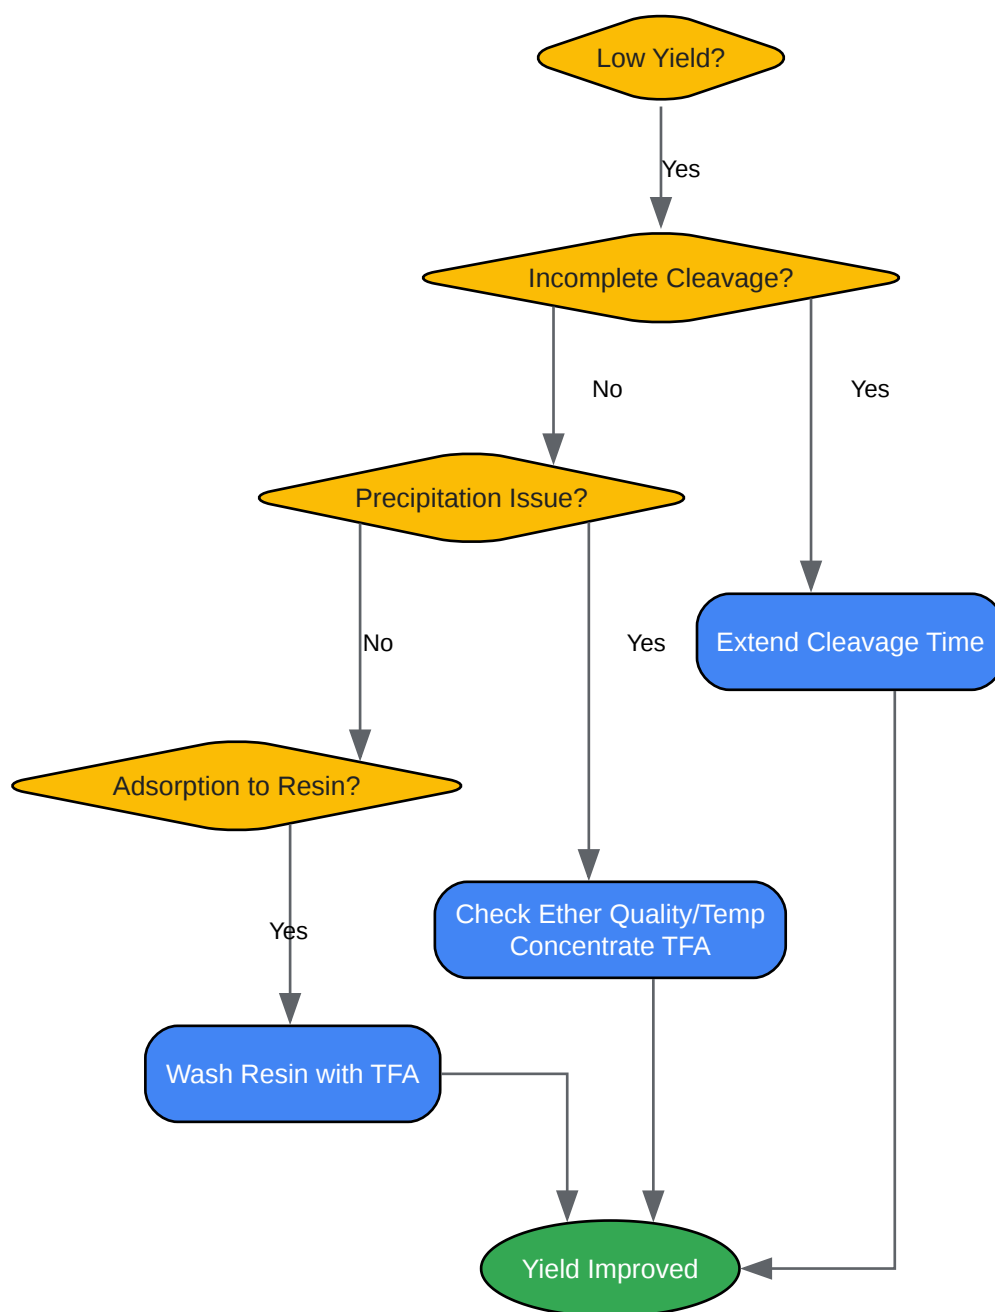 Low Yield?
Yes
Incomplete Cleavage?
No
Yes
Precipitation Issue?
No
Yes
Extend Cleavage Time
Adsorption to Resin?
Yes
Check Ether Quality/Temp
Concentrate TFA
Wash Resin with TFA
Yield Improved